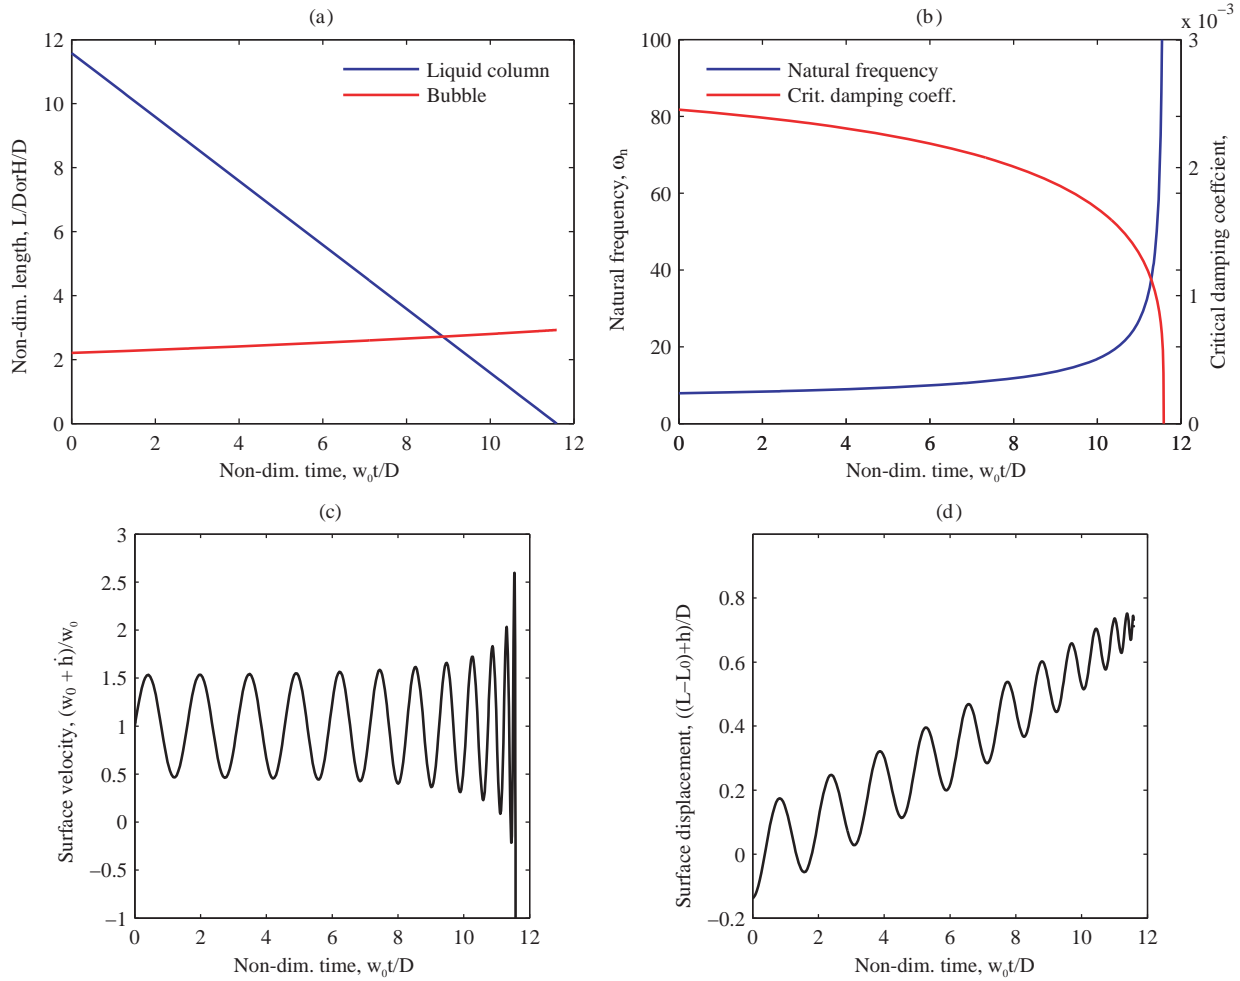 (a)
12
10
8
6
4
2
0
0 2 4 6 8 10 12
Non-dim. length, L/DorH/D
Non-dim. time, w₀t/D
Liquid column
Bubble
(b)
x 10⁻³
100
80
60
40
20
0
3
2
1
0
0 2 4 6 8 10 12
Natural frequency, ωₙ
Critical damping coeffcient,
Non-dim. time, w₀t/D
Natural frequency
Crit. damping coeff.
(c)
3
2.5
2
1.5
1
0.5
0
−0.5
−1
0 2 4 6 8 10 12
Surface velocity, (w₀ + ḣ)/w₀
Non-dim. time, w₀t/D
(d)
0.8
0.6
0.4
0.2
0
−0.2
0 2 4 6 8 10 12
Surface displacement, ((L−L₀)+h)/D
Non-dim. time, w₀t/D